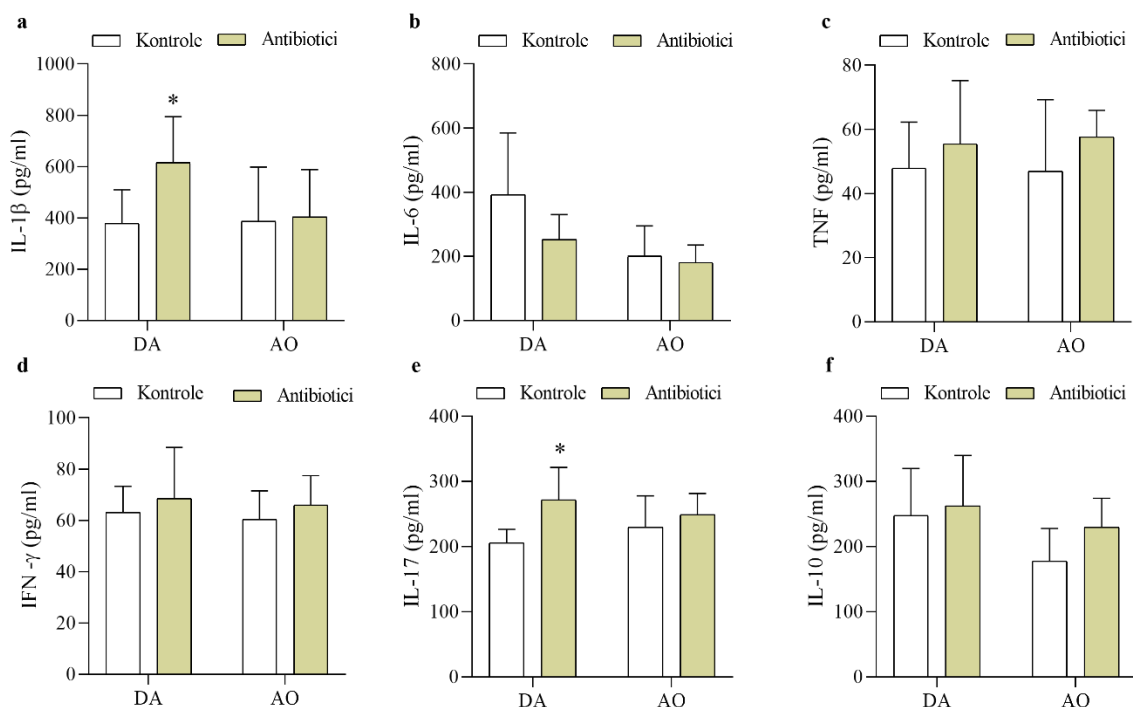 a
Kontrole Antibiotici
IL-1β (pg/ml)
1000
800
600
400
200
0
*
DA AO
b
Kontrole Antibiotici
IL-6 (pg/ml)
800
600
400
200
0
DA AO
c
Kontrole Antibiotici
TNF (pg/ml)
80
60
40
20
0
DA AO
d
Kontrole Antibiotici
IFN -γ (pg/ml)
100
80
60
40
20
0
DA AO
e
Kontrole Antibiotici
IL-17 (pg/ml)
400
300
200
100
0
*
DA AO
f
Kontrole Antibiotici
IL-10 (pg/ml)
400
300
200
100
0
DA AO